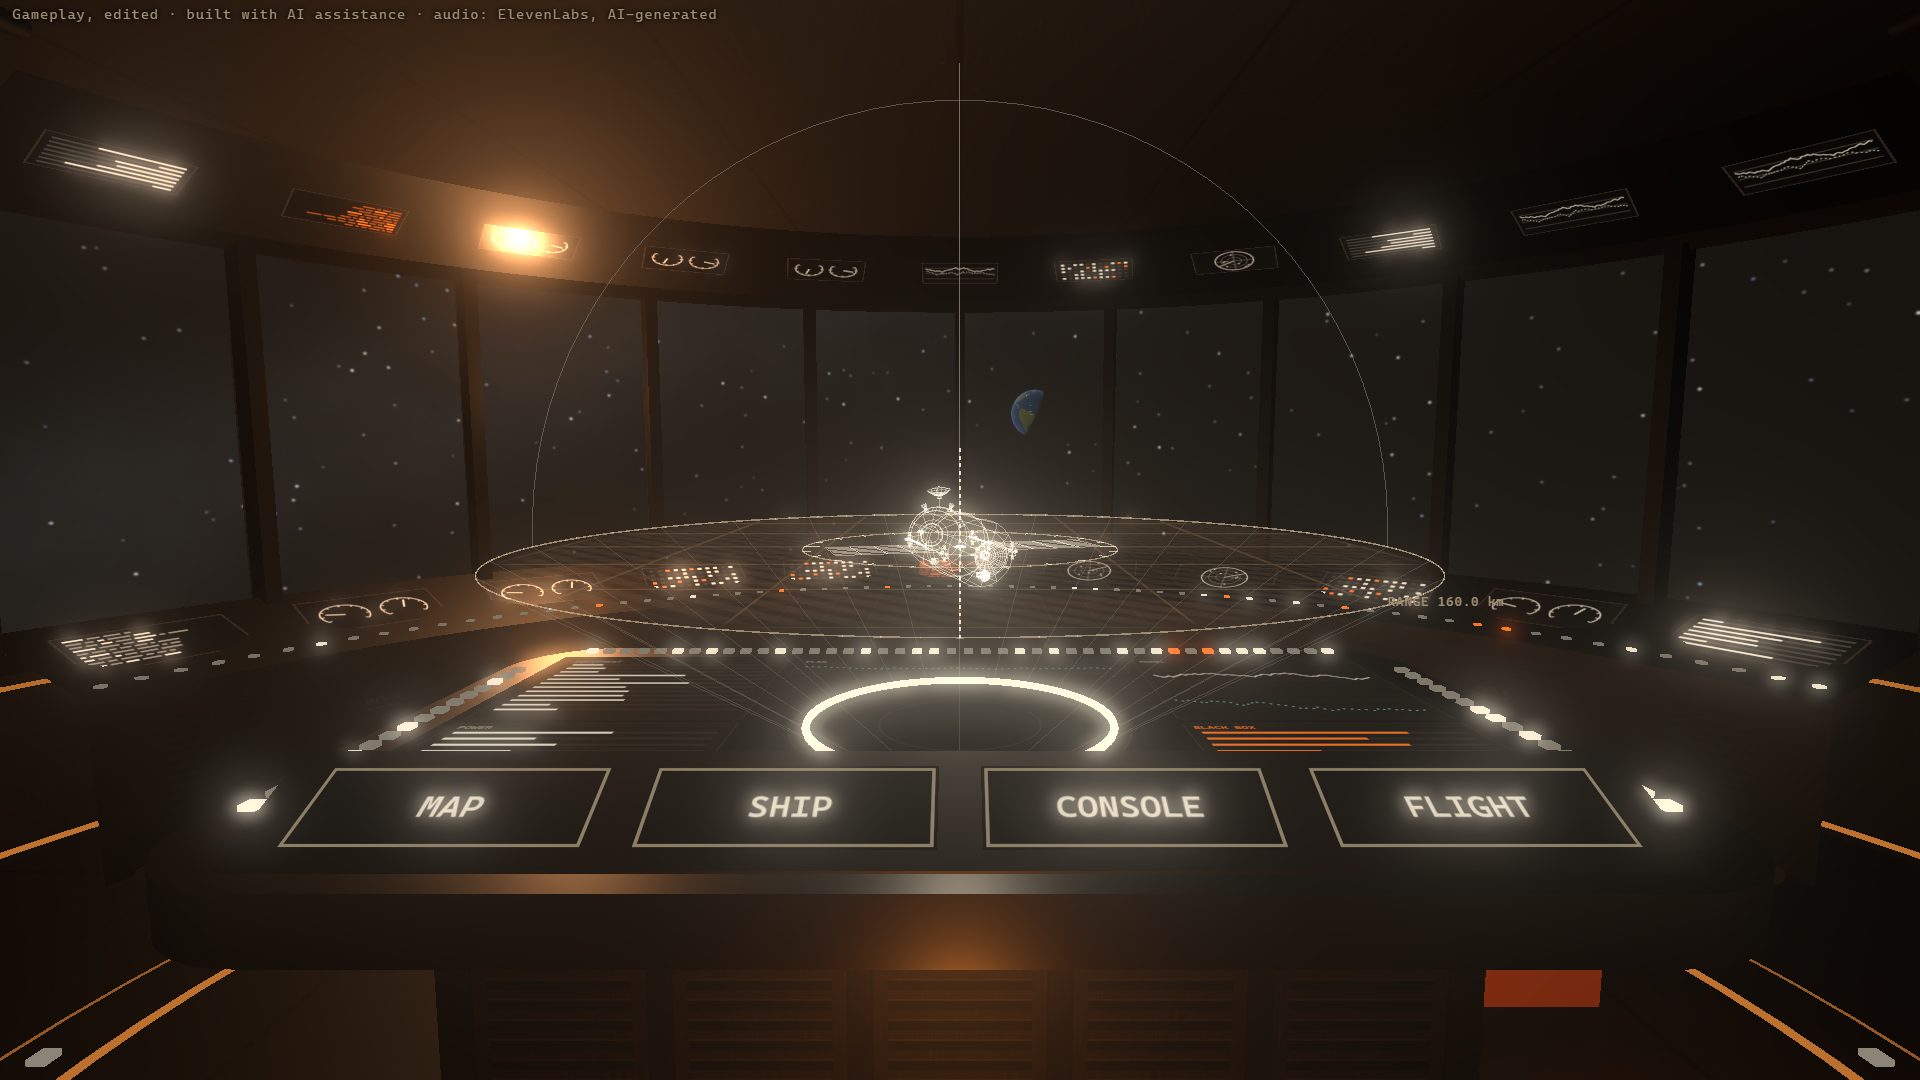 Gameplay, edited · built with AI assistance · audio: ElevenLabs, AI-generated
RANGE 160.0 km
POWER
BLACK BOX
MAP
SHIP
CONSOLE
FLIGHT